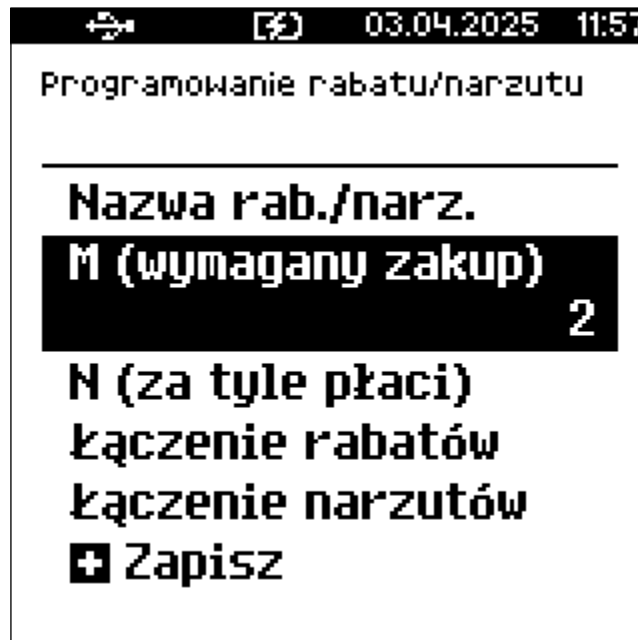 03.04.2025 11:57
Programowanie rabatu/narzutu
Nazwa rab./narz.
M (wymagany zakup)
2
N (za tyle płaci)
Łączenie rabatów
Łączenie narzutów
Zapisz